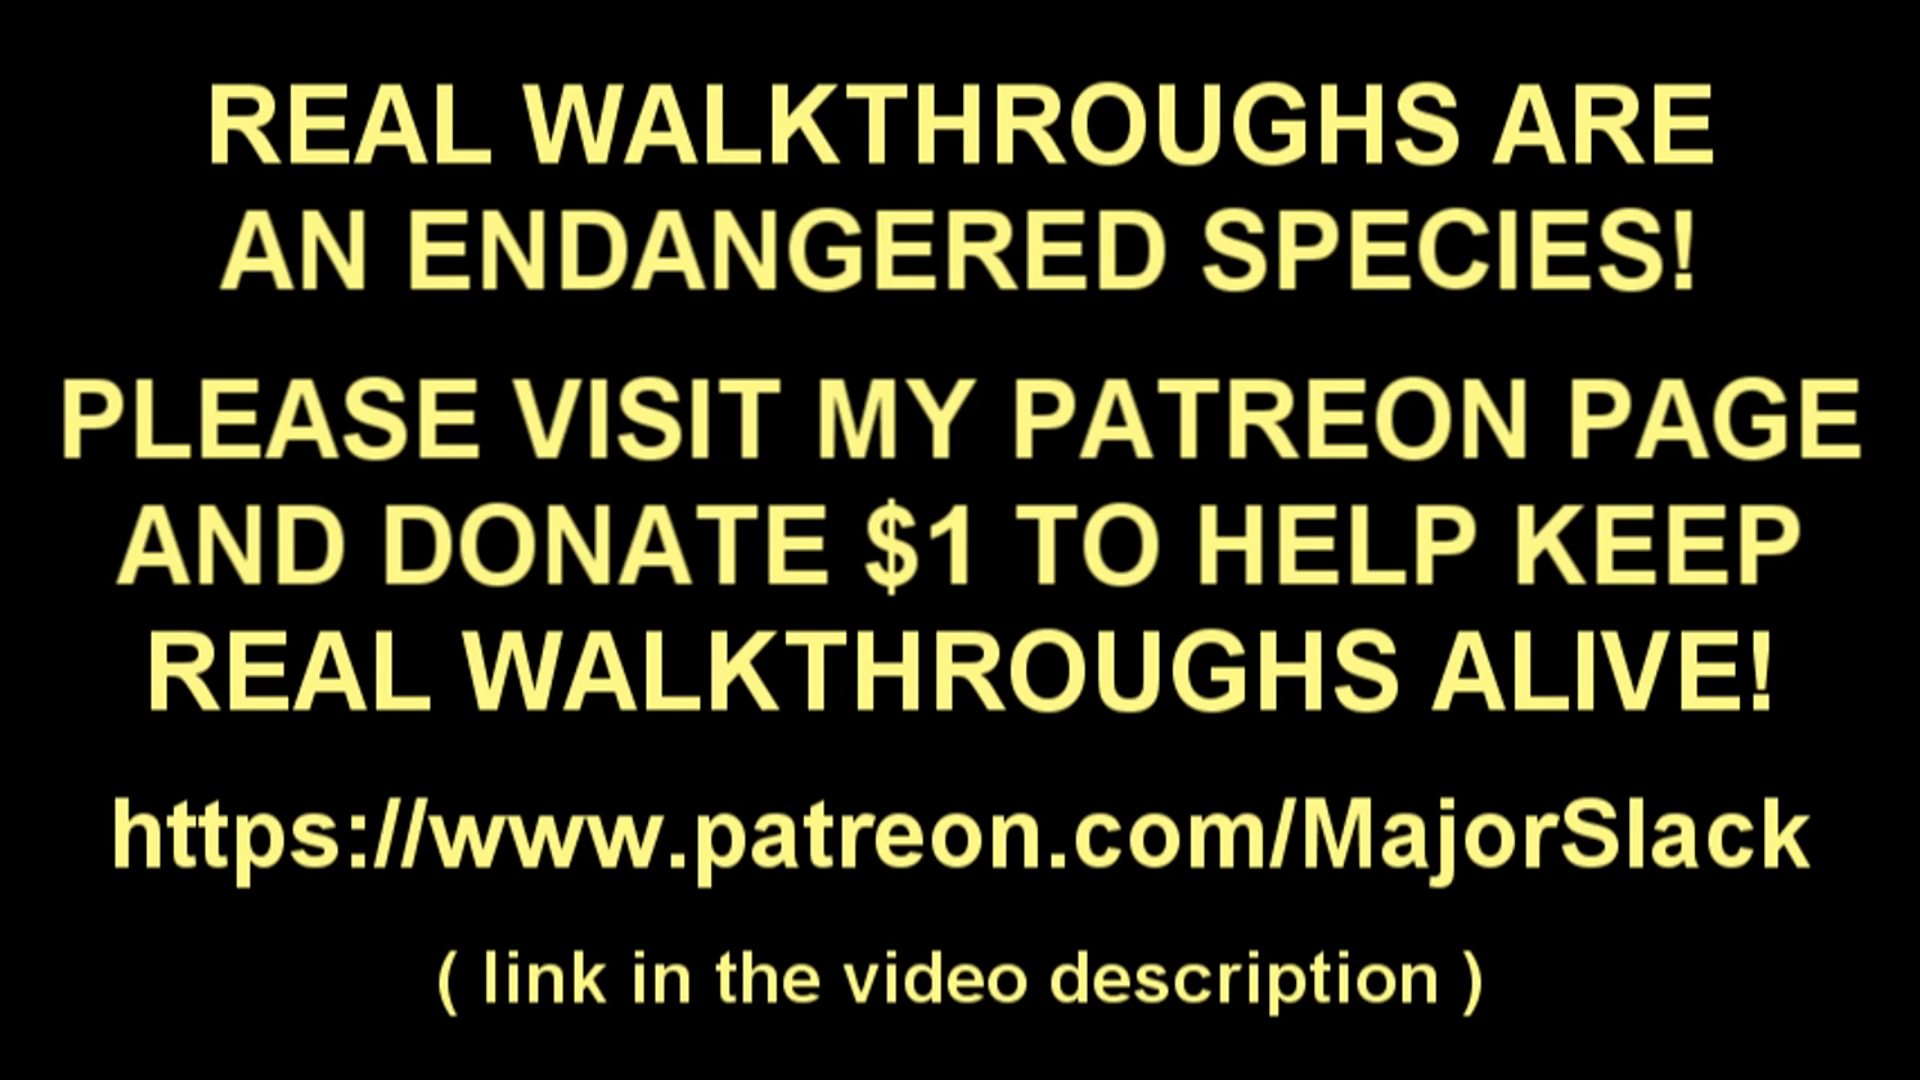 REAL WALKTHROUGHS ARE
AN ENDANGERED SPECIES!
PLEASE VISIT MY PATREON PAGE
AND DONATE $1 TO HELP KEEP
REAL WALKTHROUGHS ALIVE!
https://www.patreon.com/MajorSlack
( link in the video description )